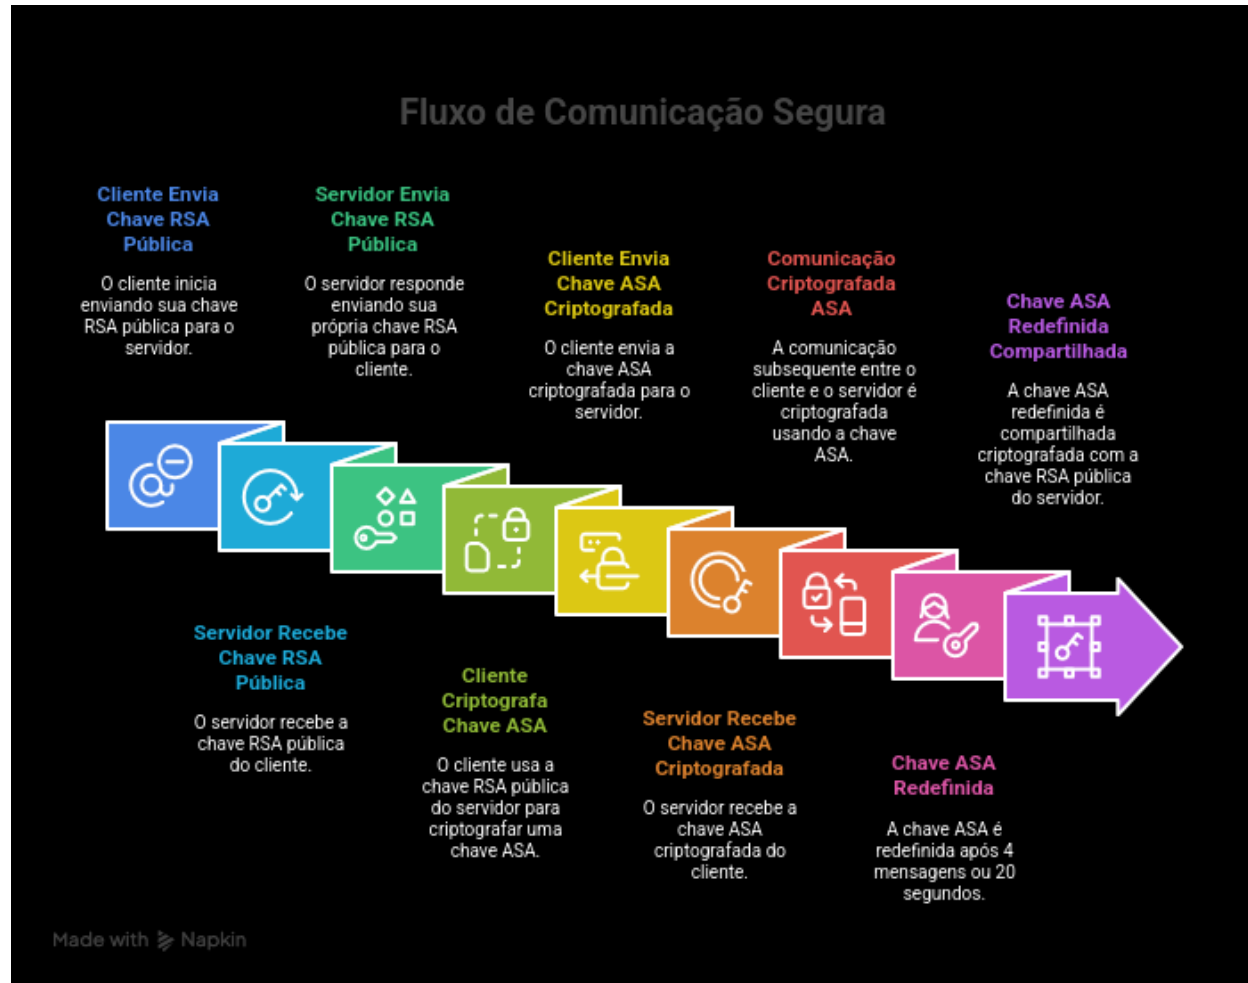 Fluxo de Comunicação Segura
Cliente Envia
Chave RSA
Pública
O cliente inicia
enviando sua chave
RSA pública para o
servidor.
Servidor Envia
Chave RSA
Pública
O servidor responde
enviando sua
própria chave RSA
pública para o
cliente.
Cliente Envia
Chave ASA
Criptografada
O cliente envia a
chave ASA
criptografada para o
servidor.
Comunicação
Criptografada
ASA
A comunicação
subsequente entre o
cliente e o servidor é
criptografada
usando a chave
ASA.
Chave ASA
Redefinida
Compartilhada
A chave ASA
redefinida é
compartilhada
criptografada com a
chave RSA pública
do servidor.
Servidor Recebe
Chave RSA
Pública
O servidor recebe a
chave RSA pública
do cliente.
Cliente
Criptografa
Chave ASA
O cliente usa a
chave RSA pública
do servidor para
criptografar uma
chave ASA.
Servidor Recebe
Chave ASA
Criptografada
O servidor recebe a
chave ASA
criptografada do
cliente.
Chave ASA
Redefinida
A chave ASA é
redefinida após 4
mensagens ou 20
segundos.
Made with Napkin